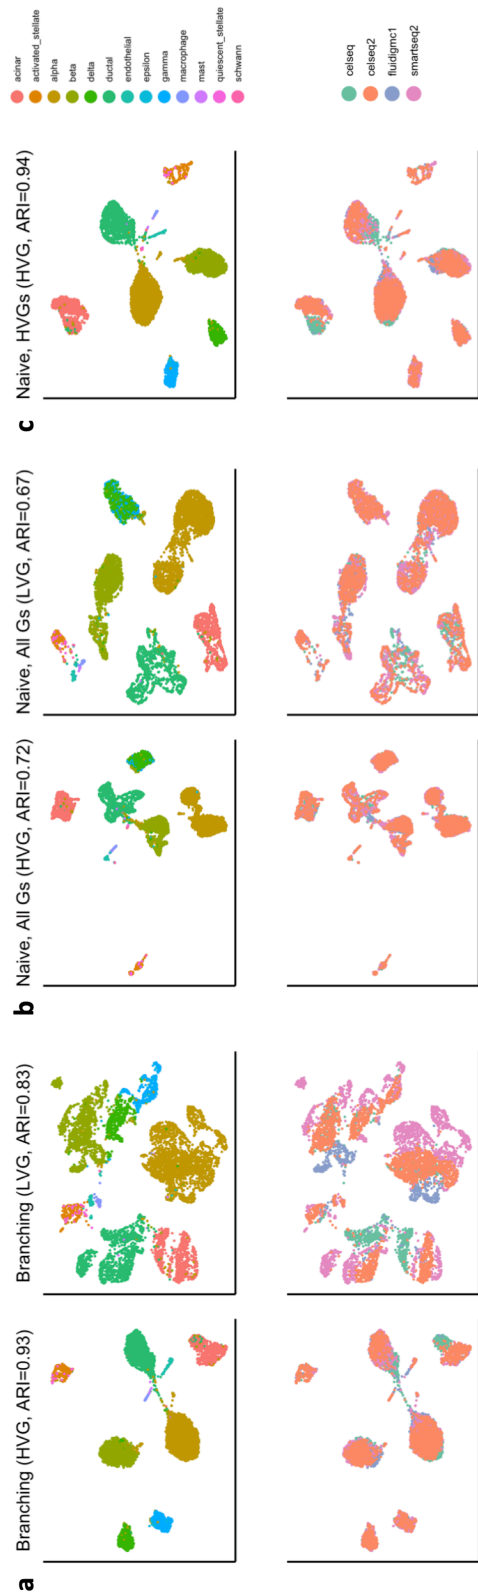 a
Branching (HVG, ARI=0.93)
Branching (LVG, ARI=0.83)
b
Naive, All Gs (HVG, ARI=0.72)
Naive, All Gs (LVG, ARI=0.67)
c
Naive, HVGs (HVG, ARI=0.94)
acinar
activated_stellate
alpha
beta
delta
ductal
endothelial
epsilon
gamma
macrophage
mast
quiescent_stellate
schwann
celseq
celseq2
fluidigmc1
smartseq2